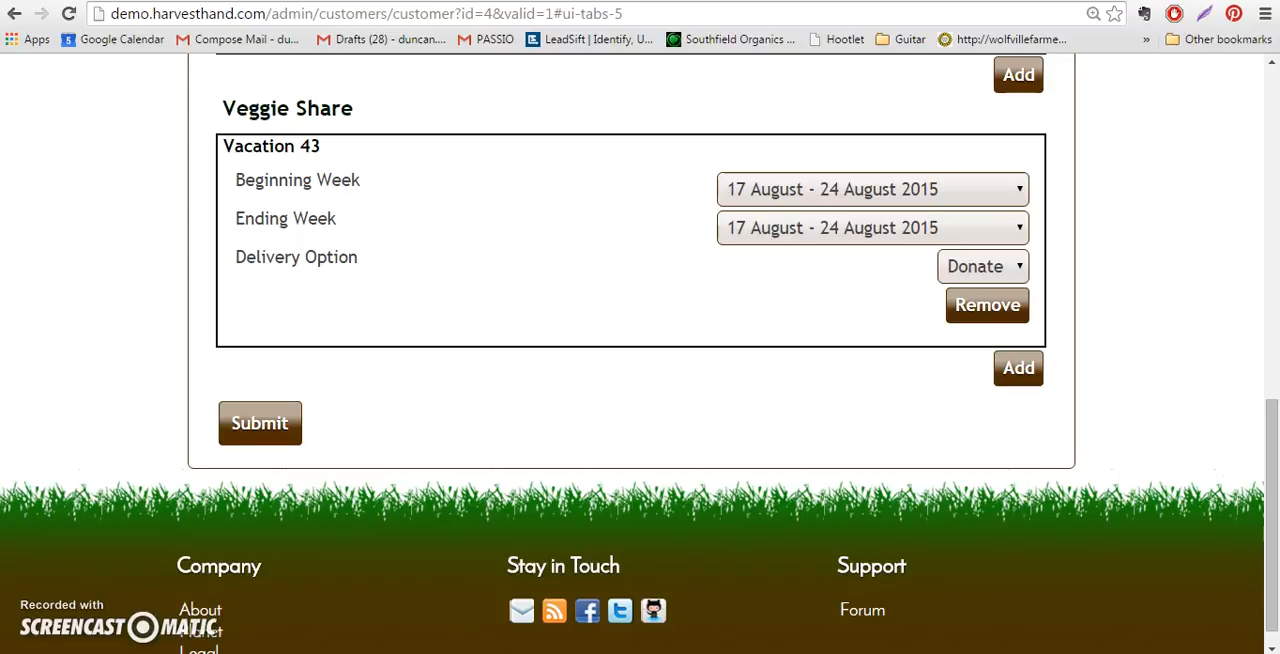 demo.harvesthand.com/admin/customers/customer?id=4&valid=1#ui-tabs-5
Apps 5 Google Calendar Compose Mail - du... Drafts (28) - duncan.... PASSIO LeadSift | Identify, U... Southfield Organics ... Hootlet Guitar http://wolfvillefarme... » Other bookmarks
Add
Veggie Share
Vacation 43
Beginning Week 17 August - 24 August 2015
Ending Week 17 August - 24 August 2015
Delivery Option Donate
Remove
Add
Submit
Company Stay in Touch Support
About Forum
Planet
Legal
Recorded with
SCREENCAST-O-MATIC